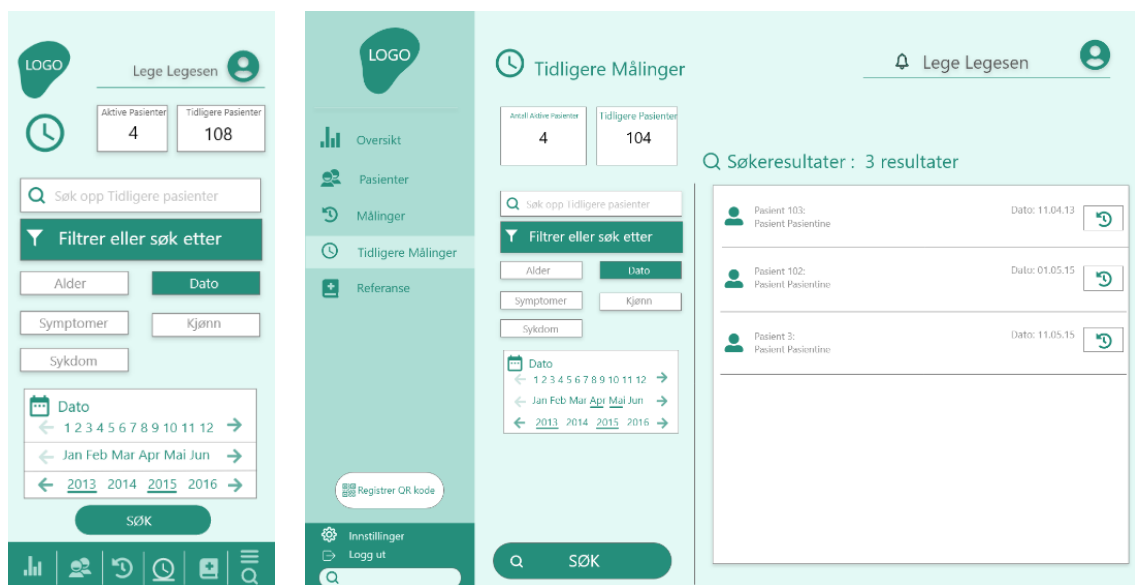 LOGO
Lege Legesen
Aktive Pasienter
4
Tidligere Pasienter
108
Søk opp Tidligere pasienter
Filtrer eller søk etter
Alder
Dato
Symptomer
Kjønn
Sykdom
Dato
1 2 3 4 5 6 7 8 9 10 11 12
Jan Feb Mar Apr Mai Jun
2013 2014 2015 2016
SØK
LOGO
Oversikt
Pasienter
Målinger
Tidligere Målinger
Referanse
Registrer QR kode
Innstillinger
Logg ut
Tidligere Målinger
Lege Legesen
Antall Aktive Pasienter
4
Tidligere Pasienter
104
Søk opp Tidligere pasienter
Filtrer eller søk etter
Alder
Dato
Symptomer
Kjønn
Sykdom
Dato
1 2 3 4 5 6 7 8 9 10 11 12
Jan Feb Mar Apr Mai Jun
2013 2014 2015 2016
SØK
Søkeresultater : 3 resultater
Pasient 103:
Pasient Pasientine
Dato: 11.04.13
Pasient 102:
Pasient Pasientine
Dato: 01.05.15
Pasient 3:
Pasient Pasientine
Dato: 11.05.15